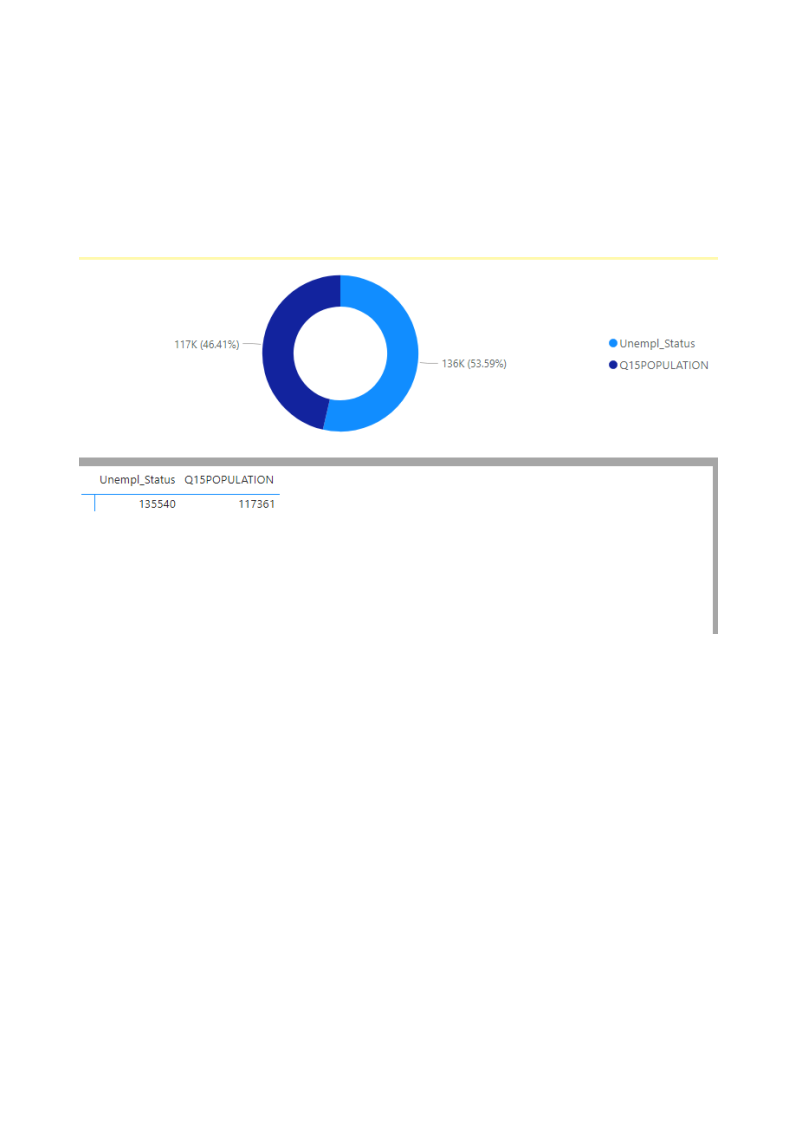 117K (46.41%)
136K (53.59%)
Unempl_Status
Q15POPULATION
Unempl_Status Q15POPULATION
135540 117361